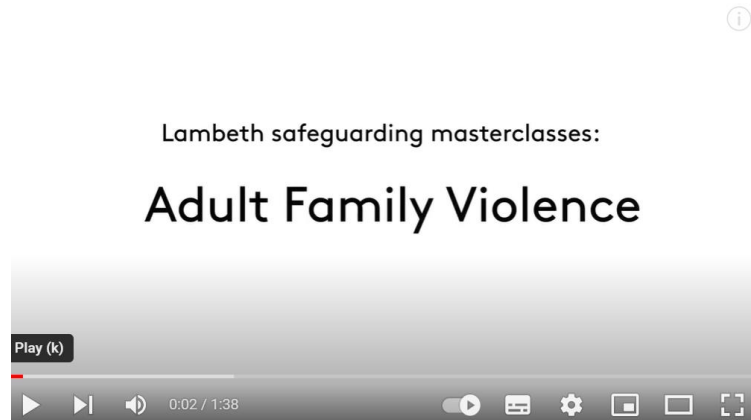 Lambeth safeguarding masterclasses:
Adult Family Violence
Play (k)
0:02 / 1:38